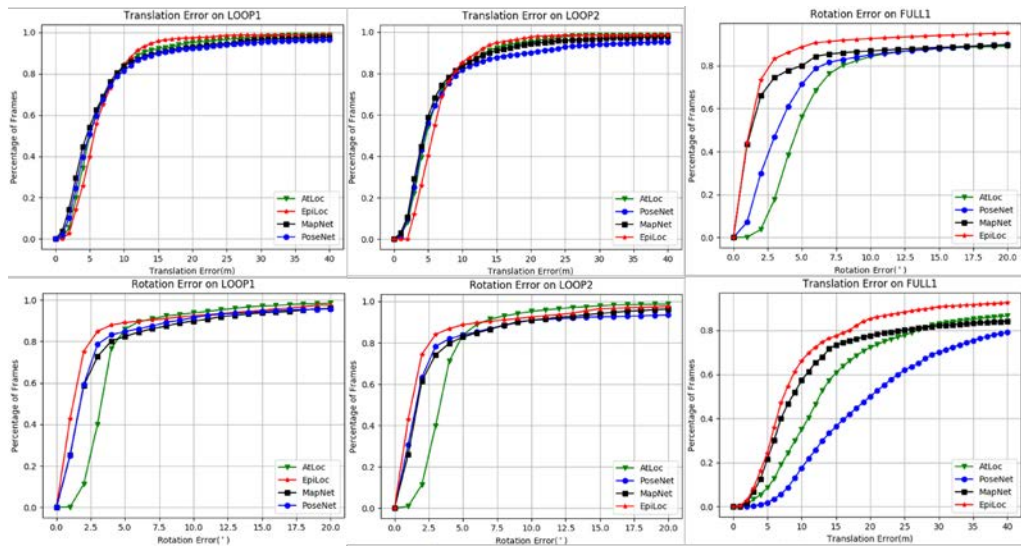 Translation Error on LOOP1
1.0
0.8
0.6
0.4
0.2
0.0
Percentage of Frames
AtLoc
EpiLoc
MapNet
PoseNet
0 5 10 15 20 25 30 35 40
Translation Error(m)
Translation Error on LOOP2
1.0
0.8
0.6
0.4
0.2
0.0
Percentage of Frames
AtLoc
PoseNet
MapNet
EpiLoc
0 5 10 15 20 25 30 35 40
Translation Error(m)
Rotation Error on FULL1
1.0
0.8
0.6
0.4
0.2
0.0
Percentage of Frames
AtLoc
PoseNet
MapNet
EpiLoc
0.0 2.5 5.0 7.5 10.0 12.5 15.0 17.5 20.0
Rotation Error(°)
Rotation Error on LOOP1
1.0
0.8
0.6
0.4
0.2
0.0
Percentage of Frames
AtLoc
EpiLoc
MapNet
PoseNet
0.0 2.5 5.0 7.5 10.0 12.5 15.0 17.5 20.0
Rotation Error(°)
Rotation Error on LOOP2
1.0
0.8
0.6
0.4
0.2
0.0
Percentage of Frames
AtLoc
PoseNet
MapNet
EpiLoc
0.0 2.5 5.0 7.5 10.0 12.5 15.0 17.5 20.0
Rotation Error(°)
Translation Error on FULL1
1.0
0.8
0.6
0.4
0.2
0.0
Percentage of Frames
AtLoc
PoseNet
MapNet
EpiLoc
0 5 10 15 20 25 30 35 40
Translation Error(m)